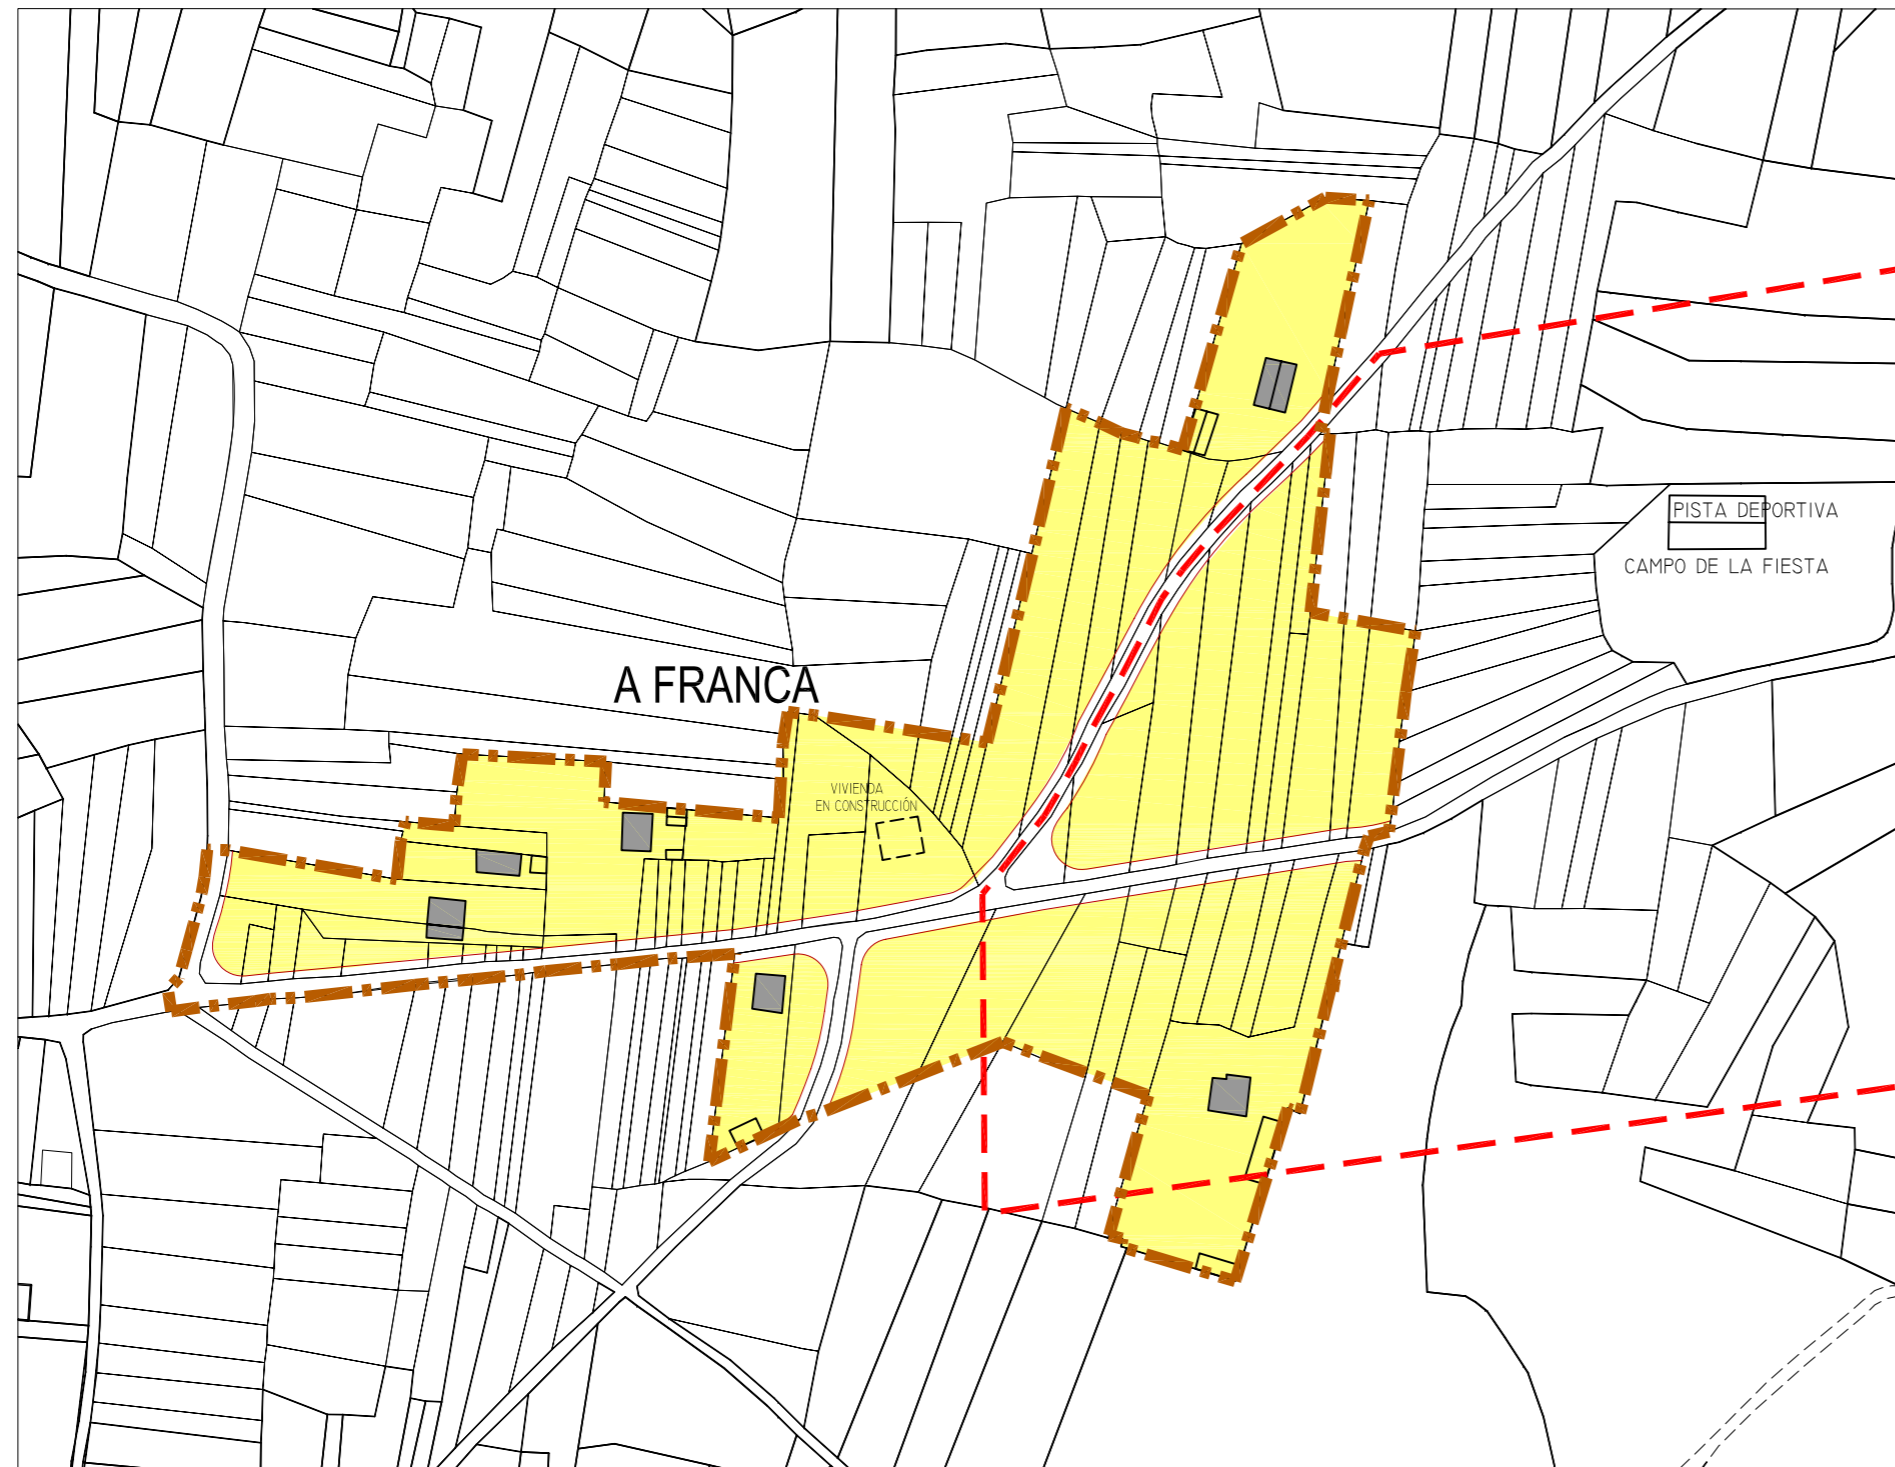 PISTA DEPORTIVA
CAMPO DE LA FIESTA
A FRANCA
VIVIENDA
EN CONSTRUCCIÓN